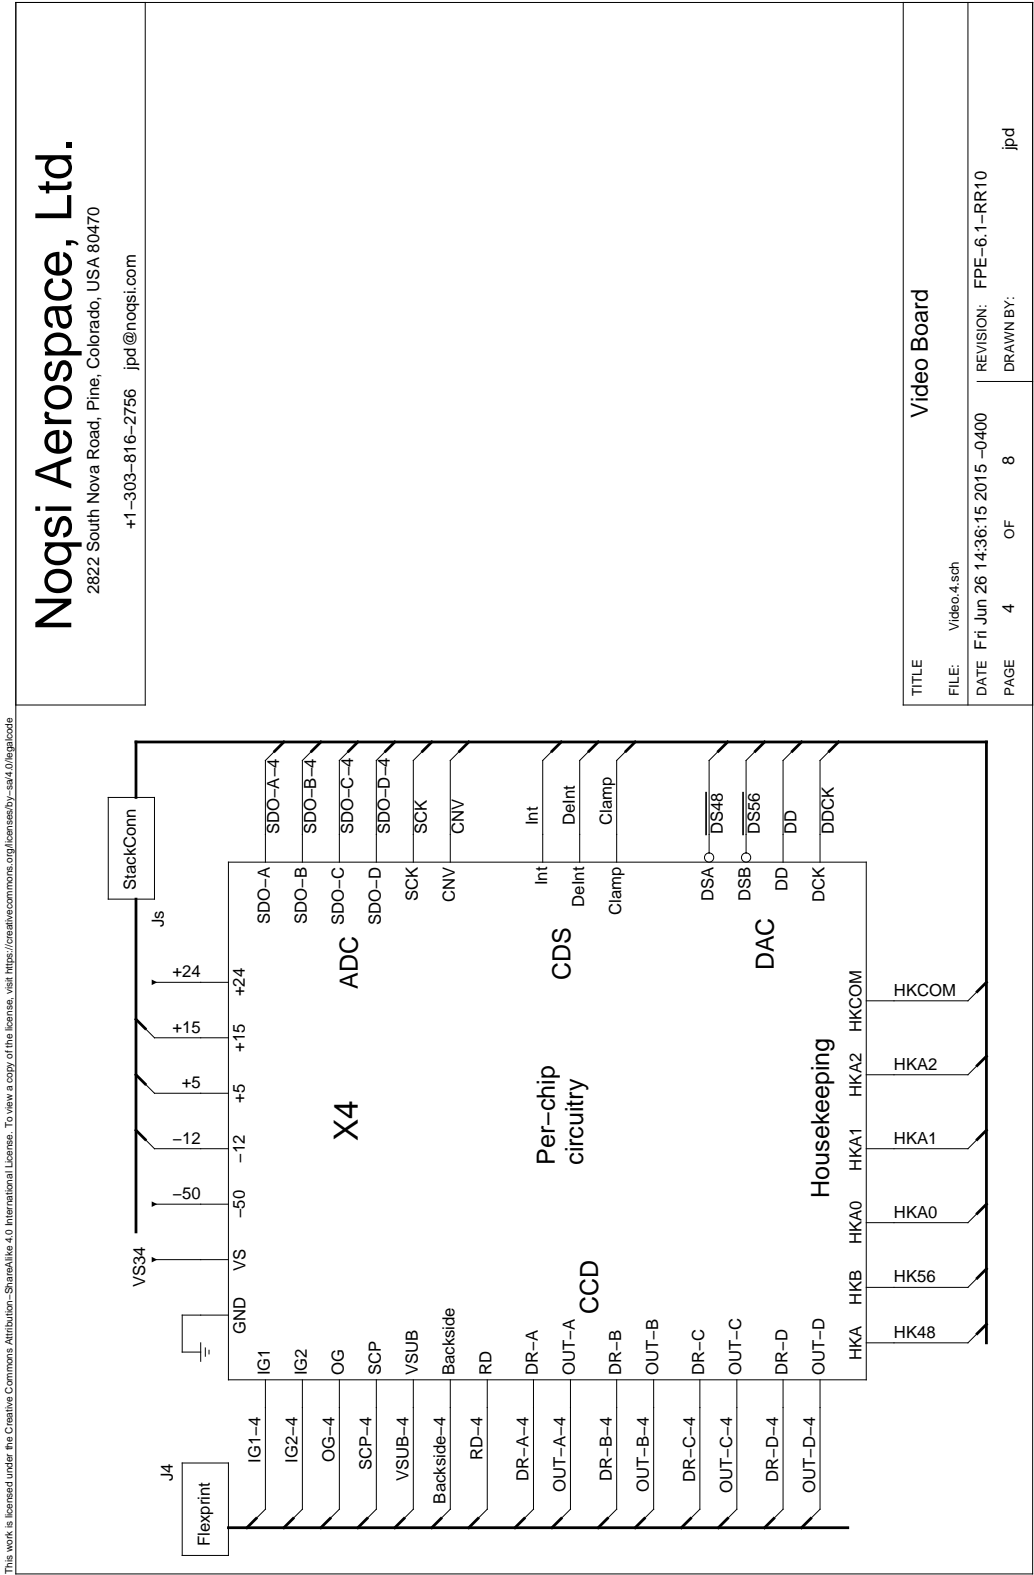 This work is licensed under the Creative Commons Attribution−ShareAlike 4.0 International License. To view a copy of the license, visit https://creativecommons.org/licenses/by−sa/4.0/legalcode
Noqsi Aerospace, Ltd.
2822 South Nova Road, Pine, Colorado, USA 80470
+1−303−816−2756 jpd@noqsi.com
J4
Flexprint
IG1−4
IG2−4
OG−4
SCP−4
VSUB−4
Backside−4
RD−4
DR−A−4
OUT−A−4
DR−B−4
OUT−B−4
DR−C−4
OUT−C−4
DR−D−4
OUT−D−4
IG1
IG2
OG
SCP
VSUB
Backside
RD
DR−A
OUT−A
DR−B
OUT−B
DR−C
OUT−C
DR−D
OUT−D
VS34
−50
−12
+5
+15
+24
GND
VS
−50
−12
+5
+15
+24
Js
StackConn
X4
Per−chip
circuitry
CCD
ADC
CDS
DAC
Housekeeping
SDO−A
SDO−B
SDO−C
SDO−D
SCK
CNV
Int
DeInt
Clamp
DSA
DSB
DD
DCK
SDO−A−4
SDO−B−4
SDO−C−4
SDO−D−4
SCK
CNV
Int
DeInt
Clamp
DS48
DS56
DD
DDCK
HKA
HKB
HKA0
HKA1
HKA2
HKCOM
HK48
HK56
HKA0
HKA1
HKA2
HKCOM
TITLE
Video Board
FILE: Video.4.sch
DATE Fri Jun 26 14:36:15 2015 −0400
REVISION: FPE−6.1−RR10
PAGE 4 OF 8
DRAWN BY: jpd